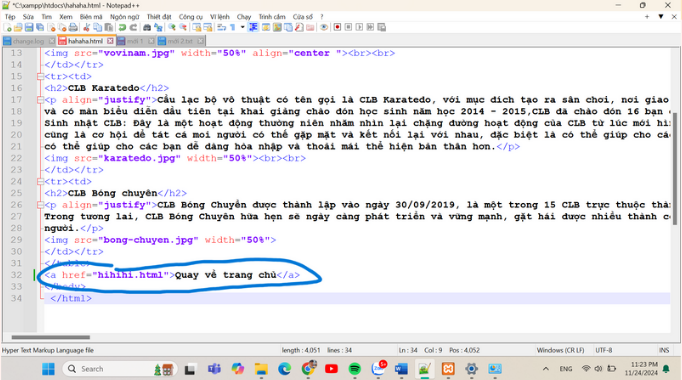 *C:\xampp\htdocs\hahaha.html - Notepad++
Tệp Sửa Tìm Xem Biên mã Ngôn ngữ Thiết đặt Công cụ Vĩ lệnh Chạy Trình cắm Cửa sổ ?
change.log hahaha.html mới 1 mới 2.txt
13 <img src="vovinam.jpg" width="50%" align="center "><br><br>
14 </td></tr>
15 <tr><td>
16 <h2>CLB Karatedo</h2>
17 <p align="justify">Câu lạc bộ võ thuật có tên gọi là CLB Karatedo, với mục đích tạo ra sân chơi, nơi giao
18 và có màn biểu diễn đầu tiên tại khai giảng chào đón học sinh năm học 2014 - 2015,CLB đã chào đón 16 bạn
19 Sinh nhật CLB: Đây là một hoạt động thường niên nhằm nhìn lại chặng đường hoạt động của CLB từ lúc mới
20 cũng là cơ hội để tất cả mọi người có thể gặp mặt và kết nối lại với nhau, đặc biệt là có thể giúp cho
21 có thể giúp cho các bạn dễ dàng hòa nhập và thoải mái thể hiện bản thân hơn.</p>
22 <img src="karatedo.jpg" width="50%"><br><br>
23 </td></tr>
24 <tr><td>
25 <h2>CLB Bóng chuyền</h2>
26 <p align="justify">CLB Bóng Chuyền được thành lập vào ngày 30/09/2019, là một trong 15 CLB trực thuộc
27 Trong tương lai, CLB Bóng Chuyền hứa hẹn sẽ ngày càng phát triển và vững mạnh, gặt hái được nhiều thành
28 người.</p>
29 <img src="bong-chuyen.jpg" width="50%">
30 </td></tr>
31 </table>
32 <a href="hihihi.html">Quay về trang chủ</a>
33 </body>
34 </html>
Hyper Text Markup Language file length : 4.051 lines : 34 Ln : 34 Col : 9 Pos : 4.052 Windows (CR LF) UTF-8 INS
Search ENG 11:23 PM
11/24/2024